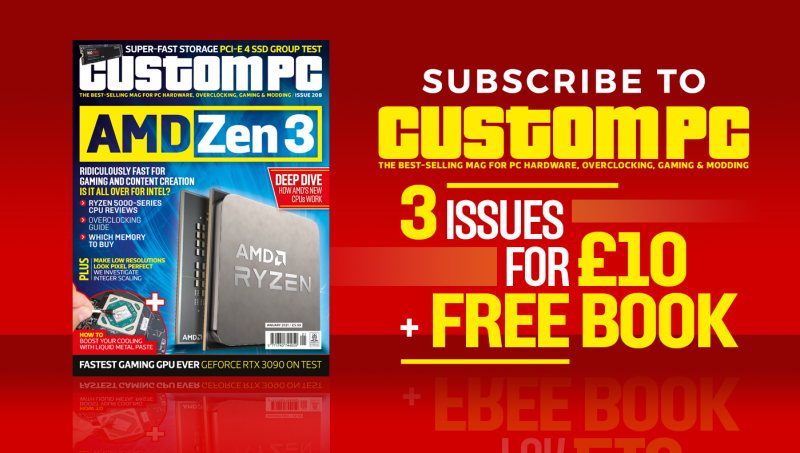 SUPER-FAST STORAGE PCI-E 4 SSD GROUP TEST
CUSTOMPC
THE BEST-SELLING MAG FOR PC HARDWARE, OVERCLOCKING, GAMING & MODDING / ISSUE 208
AMD Zen 3
RIDICULOUSLY FAST FOR
GAMING AND CONTENT CREATION
IS IT ALL OVER FOR INTEL?
RYZEN 5000-SERIES
CPU REVIEWS
OVERCLOCKING
GUIDE
WHICH MEMORY
TO BUY
DEEP DIVE
HOW AMD'S NEW
CPUs WORK
PLUS
MAKE LOW RESOLUTIONS
LOOK PIXEL PERFECT
WE INVESTIGATE
INTEGER SCALING
AMD
RYZEN
AMD
+
HOW TO
BOOST YOUR COOLING
WITH LIQUID METAL PASTE
FASTEST GAMING GPU EVER GEFORCE RTX 3090 ON TEST
SUBSCRIBE TO
CUSTOMPC
THE BEST-SELLING MAG FOR PC HARDWARE, OVERCLOCKING, GAMING & MODDING
3 ISSUES
FOR £10
+ FREE BOOK